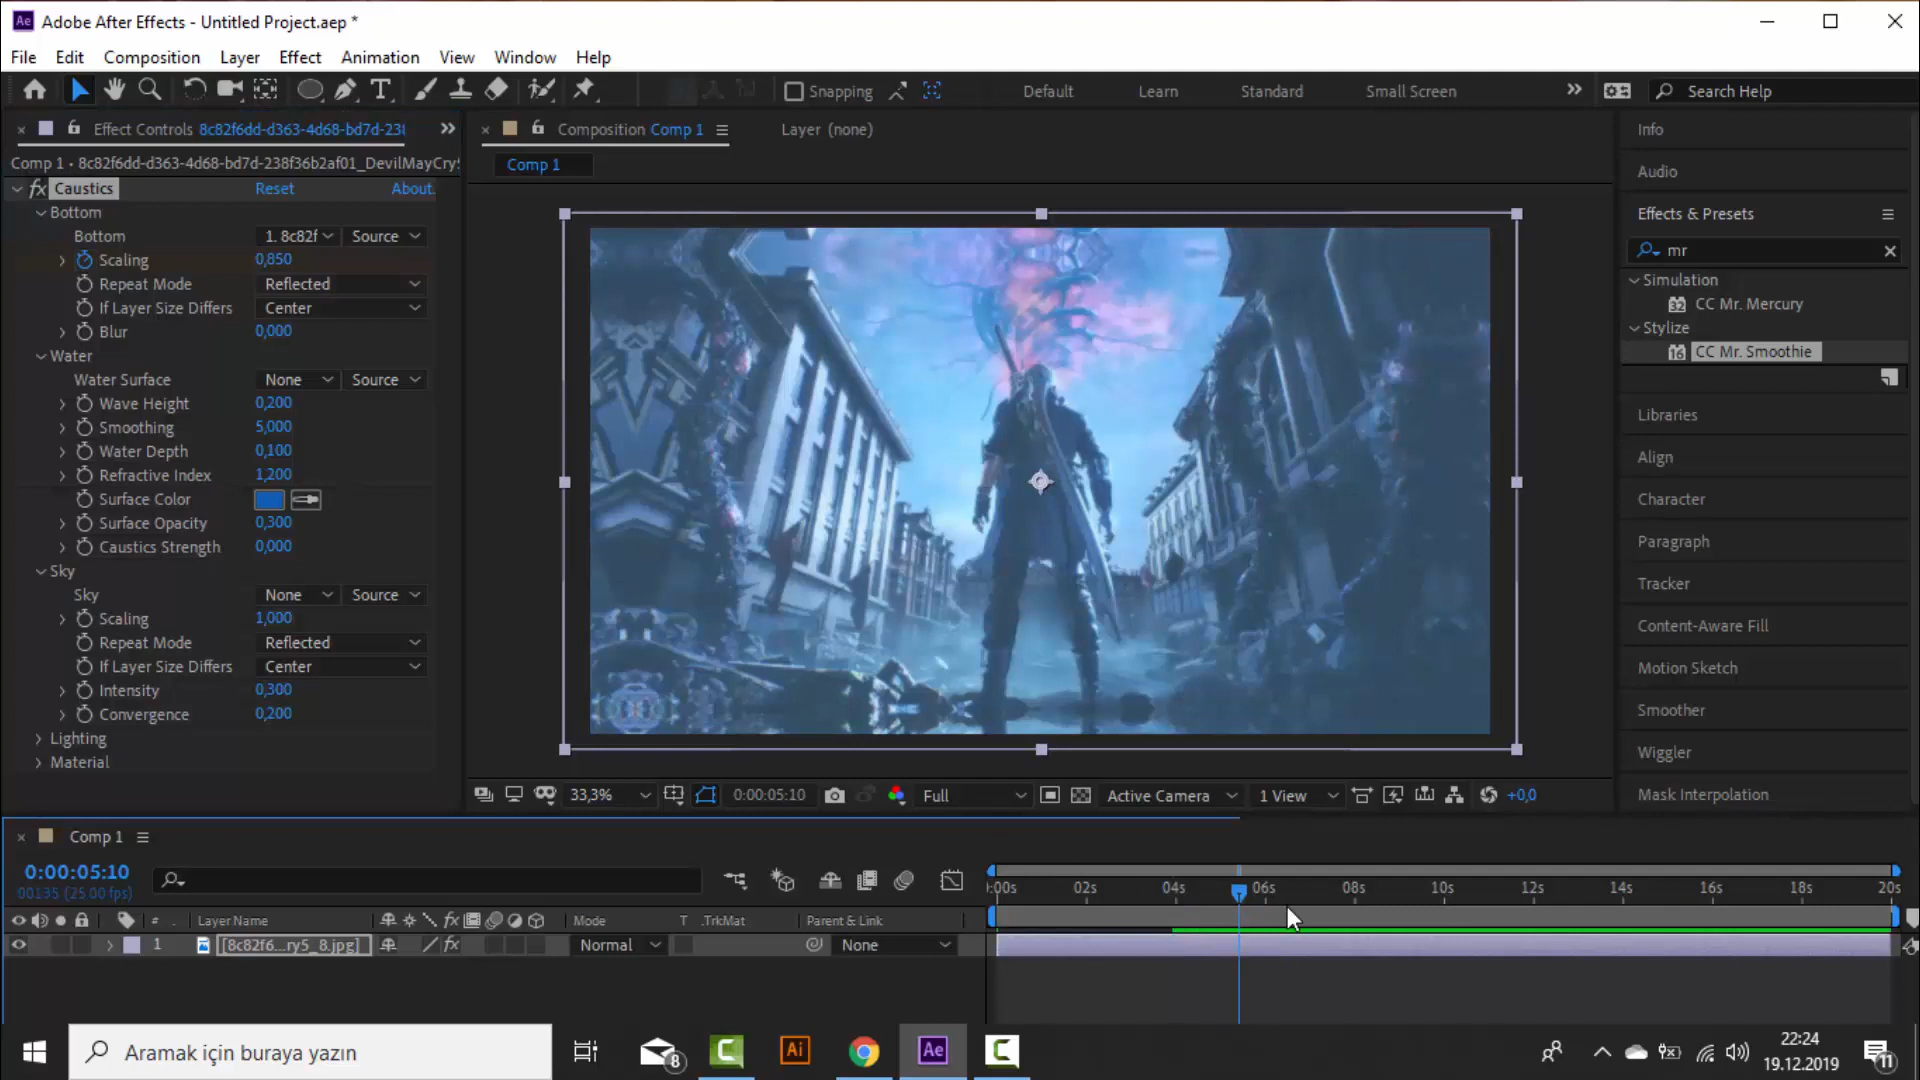 Ae Adobe After Effects - Untitled Project.aep *
File Edit Composition Layer Effect Animation View Window Help
Snapping Default Learn Standard Small Screen Search Help
Effect Controls 8c82f6dd-d363-4d68-bd7d-238
Composition Comp 1 Layer (none)
Comp 1 • 8c82f6dd-d363-4d68-bd7d-238f36b2af01_DevilMayCry5
Comp 1
fx Caustics Reset About.
Bottom
Bottom 1. 8c82f Source
Scaling 0,850
Repeat Mode Reflected
If Layer Size Differs Center
Blur 0,000
Water
Water Surface None Source
Wave Height 0,200
Smoothing 5,000
Water Depth 0,100
Refractive Index 1,200
Surface Color
Surface Opacity 0,300
Caustics Strength 0,000
Sky
Sky None Source
Scaling 1,000
Repeat Mode Reflected
If Layer Size Differs Center
Intensity 0,300
Convergence 0,200
Lighting
Material
33,3% 0:00:05:10 Full Active Camera 1 View +0,0
Info
Audio
Effects & Presets
mr
Simulation
32 CC Mr. Mercury
Stylize
16 CC Mr. Smoothie
Libraries
Align
Character
Paragraph
Tracker
Content-Aware Fill
Motion Sketch
Smoother
Wiggler
Mask Interpolation
Comp 1
0:00:05:10
00135 (25.00 fps)
:00s 02s 04s 06s 08s 10s 12s 14s 16s 18s 20s
# . Layer Name fx Mode T .TrkMat Parent & Link
1 [8c82f6...ry5_8.jpg] fx Normal None
Aramak için buraya yazın 8 C Ai Ae C 22:24
19.12.2019 11